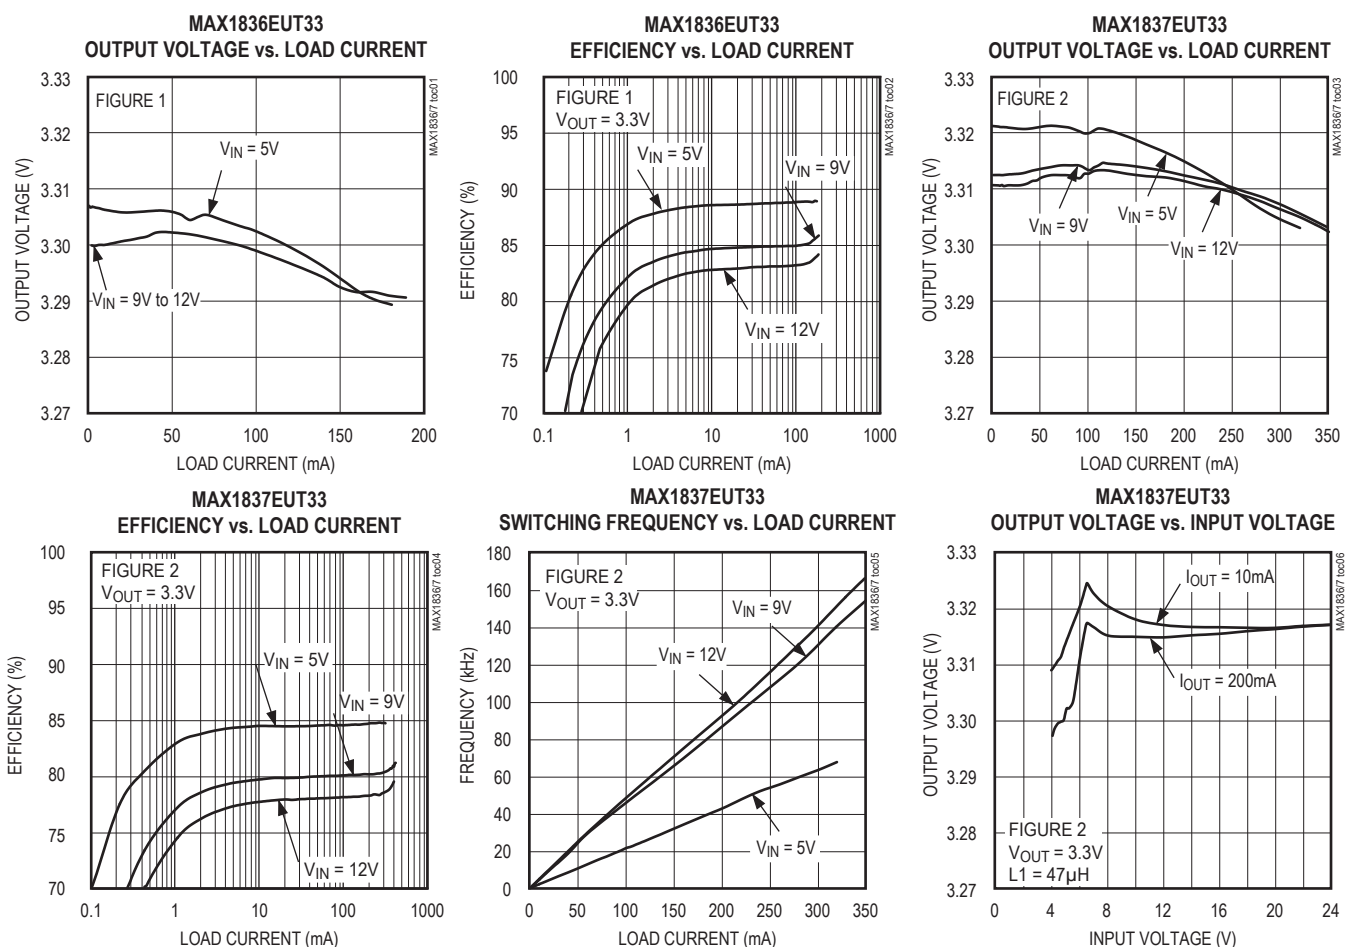 MAX1836EUT33
OUTPUT VOLTAGE vs. LOAD CURRENT
3.33
3.32
3.31
3.30
3.29
3.28
3.27
OUTPUT VOLTAGE (V)
FIGURE 1
VIN = 5V
VIN = 9V to 12V
MAX1836/7 toc01
0 50 100 150 200
LOAD CURRENT (mA)
MAX1836EUT33
EFFICIENCY vs. LOAD CURRENT
100
95
90
85
80
75
70
EFFICIENCY (%)
FIGURE 1
VOUT = 3.3V
VIN = 5V
VIN = 9V
VIN = 12V
MAX1836/7 toc02
0.1 1 10 100 1000
LOAD CURRENT (mA)
MAX1837EUT33
OUTPUT VOLTAGE vs. LOAD CURRENT
3.33
3.32
3.31
3.30
3.29
3.28
3.27
OUTPUT VOLTAGE (V)
FIGURE 2
VIN = 9V
VIN = 5V
VIN = 12V
MAX1836/7 toc03
0 50 100 150 200 250 300 350
LOAD CURRENT (mA)
MAX1837EUT33
EFFICIENCY vs. LOAD CURRENT
100
95
90
85
80
75
70
EFFICIENCY (%)
FIGURE 2
VOUT = 3.3V
VIN = 5V
VIN = 9V
VIN = 12V
MAX1836/7 toc04
0.1 1 10 100 1000
LOAD CURRENT (mA)
MAX1837EUT33
SWITCHING FREQUENCY vs. LOAD CURRENT
180
160
140
120
100
80
60
40
20
0
FREQUENCY (kHz)
FIGURE 2
VOUT = 3.3V
VIN = 9V
VIN = 12V
VIN = 5V
MAX1836/7 toc05
0 50 100 150 200 250 300 350
LOAD CURRENT (mA)
MAX1837EUT33
OUTPUT VOLTAGE vs. INPUT VOLTAGE
3.33
3.32
3.31
3.30
3.29
3.28
3.27
OUTPUT VOLTAGE (V)
IOUT = 10mA
IOUT = 200mA
FIGURE 2
VOUT = 3.3V
L1 = 47µH
MAX1836/7 toc06
0 4 8 12 16 20 24
INPUT VOLTAGE (V)